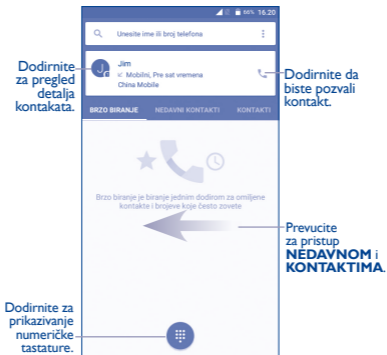 66% 16.20
Unesite ime ili broj telefona
Dodirnite
za pregled
detalja
kontakata.
J
Jim
Mobilni, Pre sat vremena
China Mobile
Dodirnite da
biste pozvali
kontakt.
BRZO BIRANJE NEDAVNI KONTAKTI KONTAKTI
Brzo biranje je biranje jednim dodirom za omiljene
kontakte i brojeve koje često zovete
Prevucite
za pristup
NEDAVNOM i
KONTAKTIMA.
Dodirnite za
prikazivanje
numeričke
tastature.